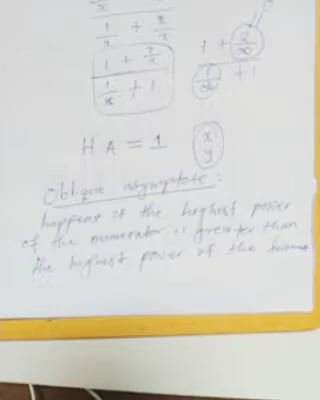 1/x + x/x
1 + 2/x
1/x + 1
1 + 2/∞
1/∞ + 1
H A = 1
x
y
Oblique asymptote :
happens if the highest power
of the numerator is greater than
the highest power of the